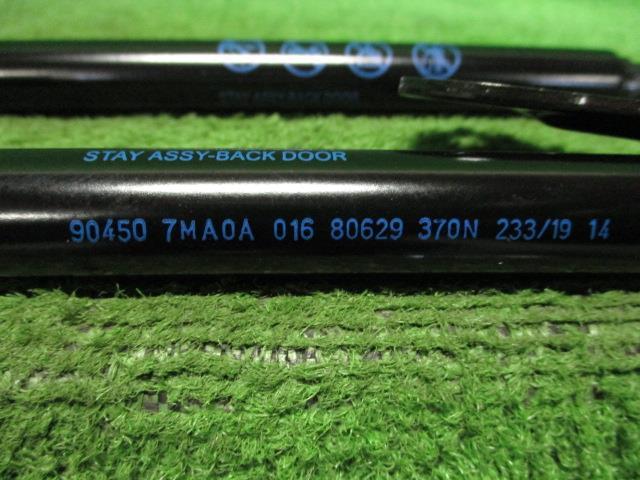 STAY ASSY-BACK DOOR
STAY ASSY-BACK DOOR
90450 7MA0A 016 80629 370N 233/19 14